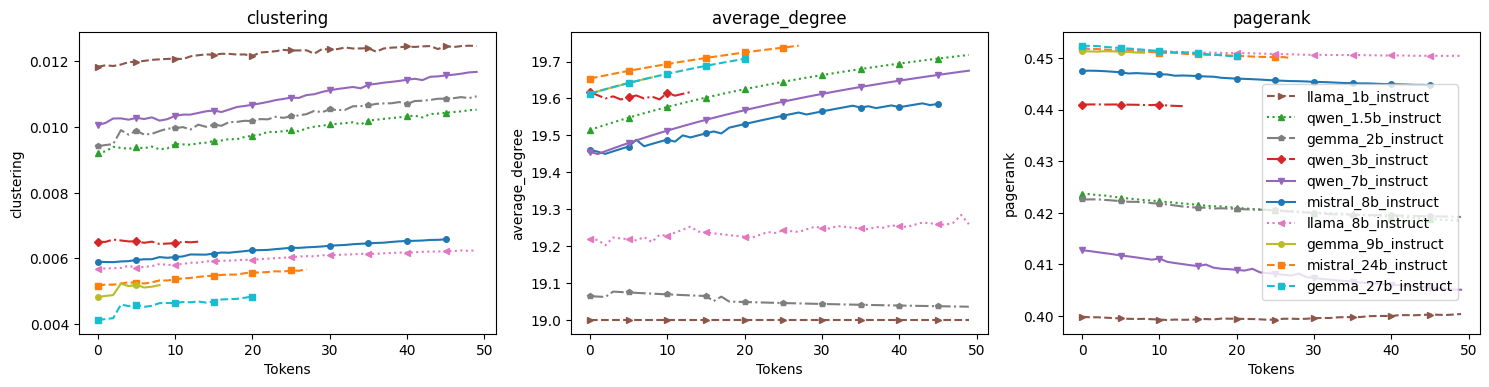 clustering
clustering
0.012
0.010
0.008
0.006
0.004
0
10
20
30
40
50
Tokens
average_degree
average_degree
19.7
19.6
19.5
19.4
19.3
19.2
19.1
19.0
0
10
20
30
40
50
Tokens
pagerank
pagerank
0.45
0.44
0.43
0.42
0.41
0.40
0
10
20
30
40
50
Tokens
llama_1b_instruct
qwen_1.5b_instruct
gemma_2b_instruct
qwen_3b_instruct
qwen_7b_instruct
mistral_8b_instruct
llama_8b_instruct
gemma_9b_instruct
mistral_24b_instruct
gemma_27b_instruct